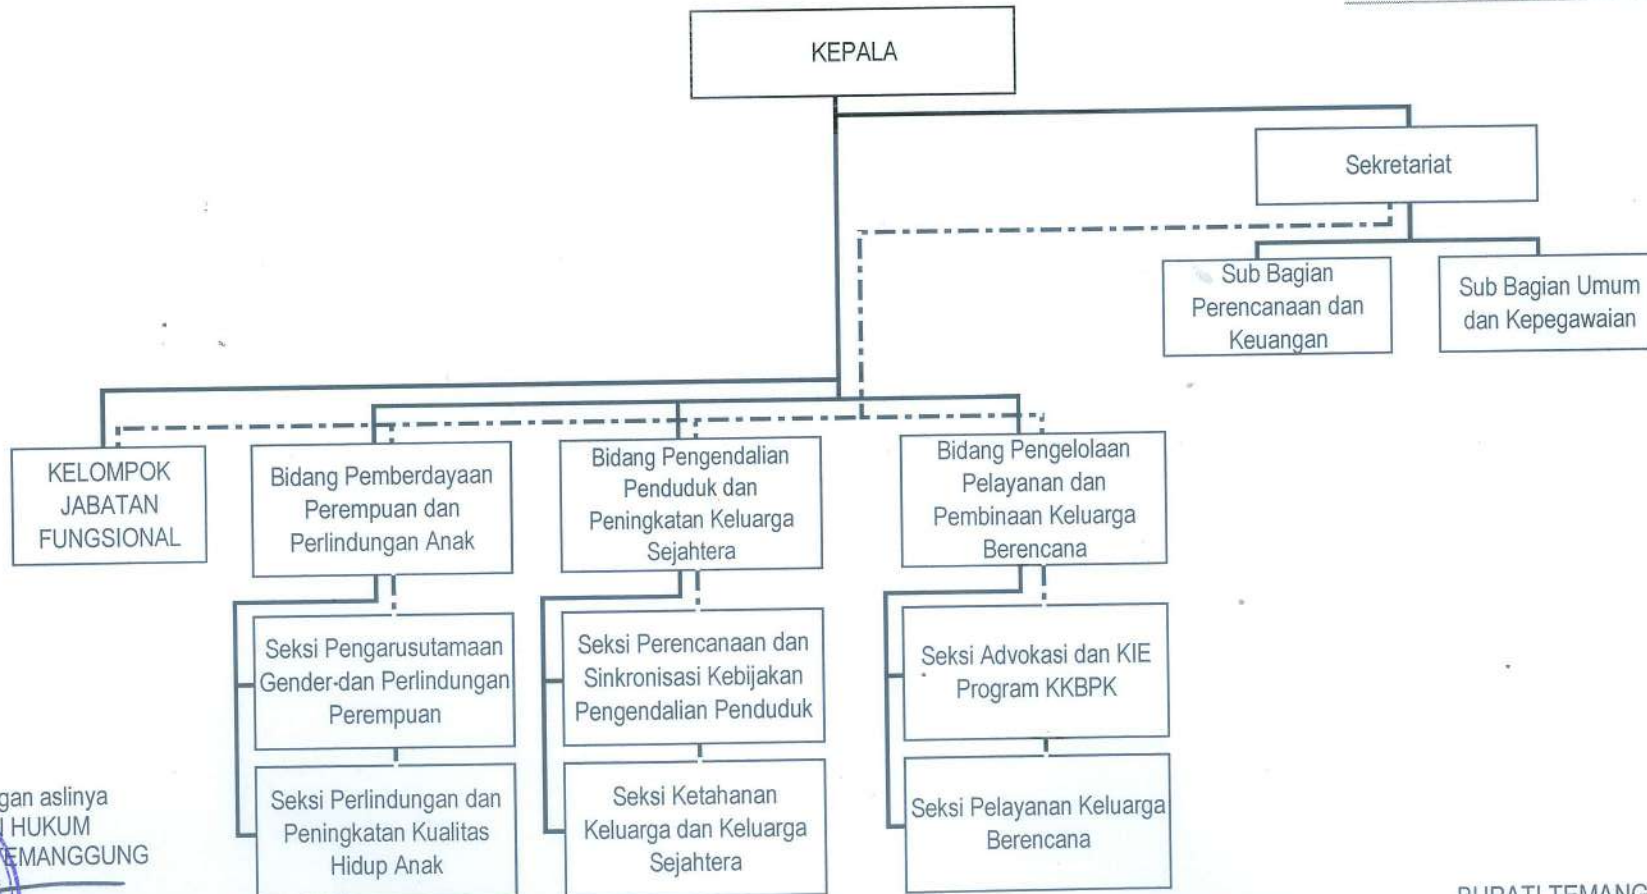 KEPALA
Sekretariat
Sub Bagian
Perencanaan dan
Keuangan
Sub Bagian Umum
dan Kepegawaian
KELOMPOK
JABATAN
FUNGSIONAL
Bidang Pemberdayaan
Perempuan dan
Perlindungan Anak
Bidang Pengendalian
Penduduk dan
Peningkatan Keluarga
Sejahtera
Bidang Pengelolaan
Pelayanan dan
Pembinaan Keluarga
Berencana
Seksi Pengarusutamaan
Gender-dan Perlindungan
Perempuan
Seksi Perencanaan dan
Sinkronisasi Kebijakan
Pengendalian Penduduk
Seksi Advokasi dan KIE
Program KKBPK
Seksi Perlindungan dan
Peningkatan Kualitas
Hidup Anak
Seksi Ketahanan
Keluarga dan Keluarga
Sejahtera
Seksi Pelayanan Keluarga
Berencana
gan aslinya
HUKUM
TEMANGGUNG
BUPATI TEMANG